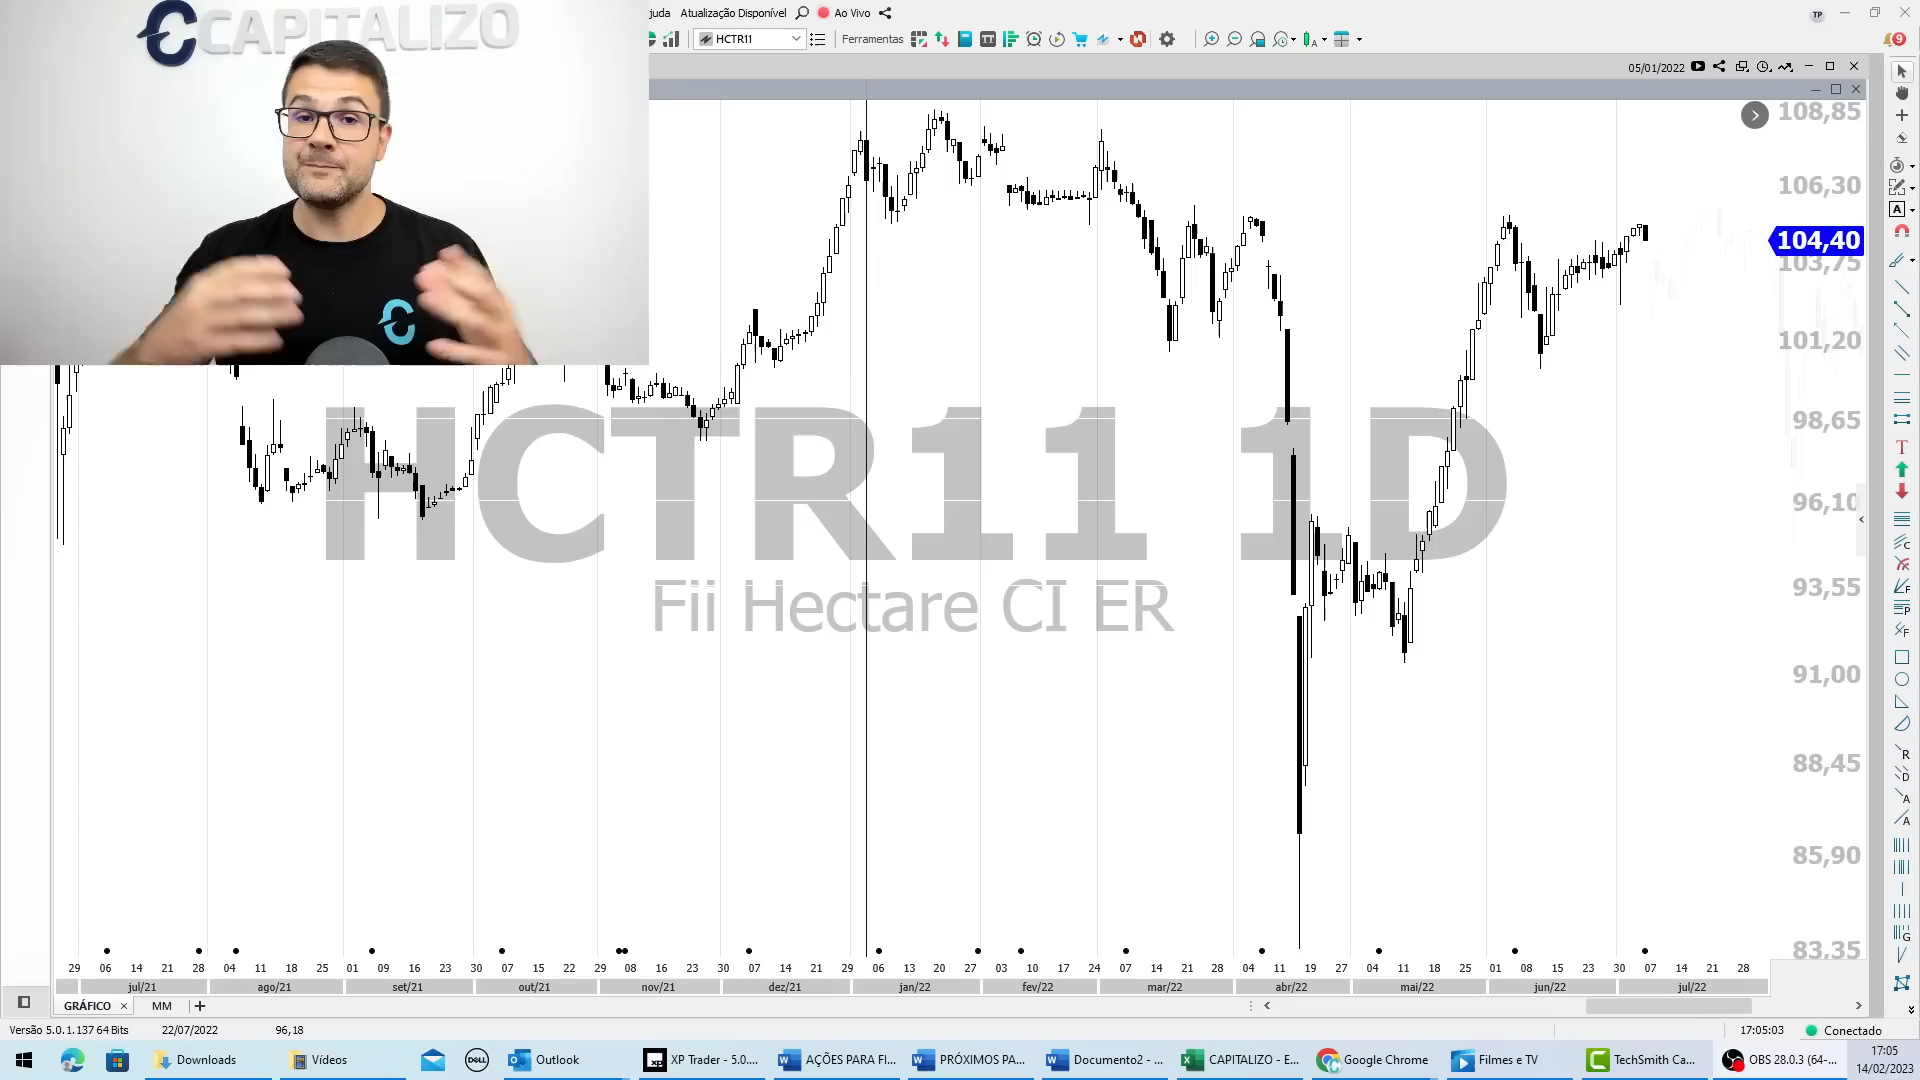 CAPITALIZO
juda Atualização Disponível Ao Vivo
TP
HCTR11
Ferramentas
9
05/01/2022
108,85
106,30
104,40
103,75
101,20
98,65
96,10
93,55
91,00
88,45
85,90
83,35
HCTR11 1D
Fii Hectare CI ER
29 06 14 21 28 04 11 18 25 01 09 16 23 30 07 15 22 29 08 16 23 30 07 14 21 29 06 13 20 27 03 10 17 24 07 14 21 28 04 11 19 27 04 11 18 25 01 08 15 23 30 07 14 21 28
jul/21 ago/21 set/21 out/21 nov/21 dez/21 jan/22 fev/22 mar/22 abr/22 mai/22 jun/22 jul/22
GRÁFICO × MM +
Versão 5.0.1.137 64 Bits 22/07/2022 96,18 17:05:03 Conectado
Downloads Vídeos DELL Outlook XP Trader - 5.0.... AÇÕES PARA FI... PRÓXIMOS PA... Documento2 - ... CAPITALIZO - E... Google Chrome Filmes e TV TechSmith Ca... OBS 28.0.3 (64-...
17:05
14/02/2023